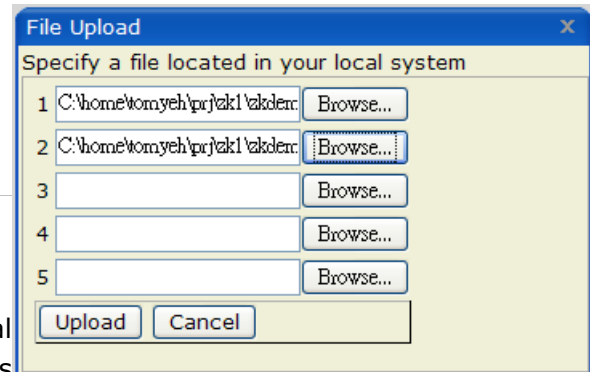 File Upload x
Specify a file located in your local system
1 C:\home\tomyeh\prj\zk1\zkdem Browse...
2 C:\home\tomyeh\prj\zk1\zkdem Browse...
3 Browse...
4 Browse...
5 Browse...
Upload Cancel